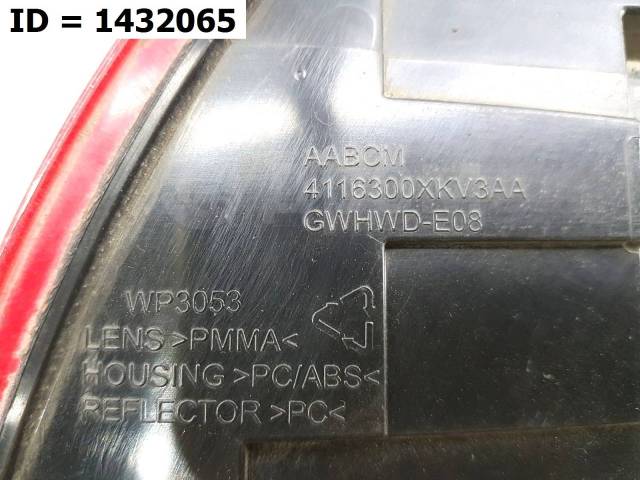 ID = 1432065
AABCM
4116300XKV3AA
GWHWD-E08
WP3053
LENS >PMMA<
HOUSING >PC/ABS<
REFLECTOR >PC<